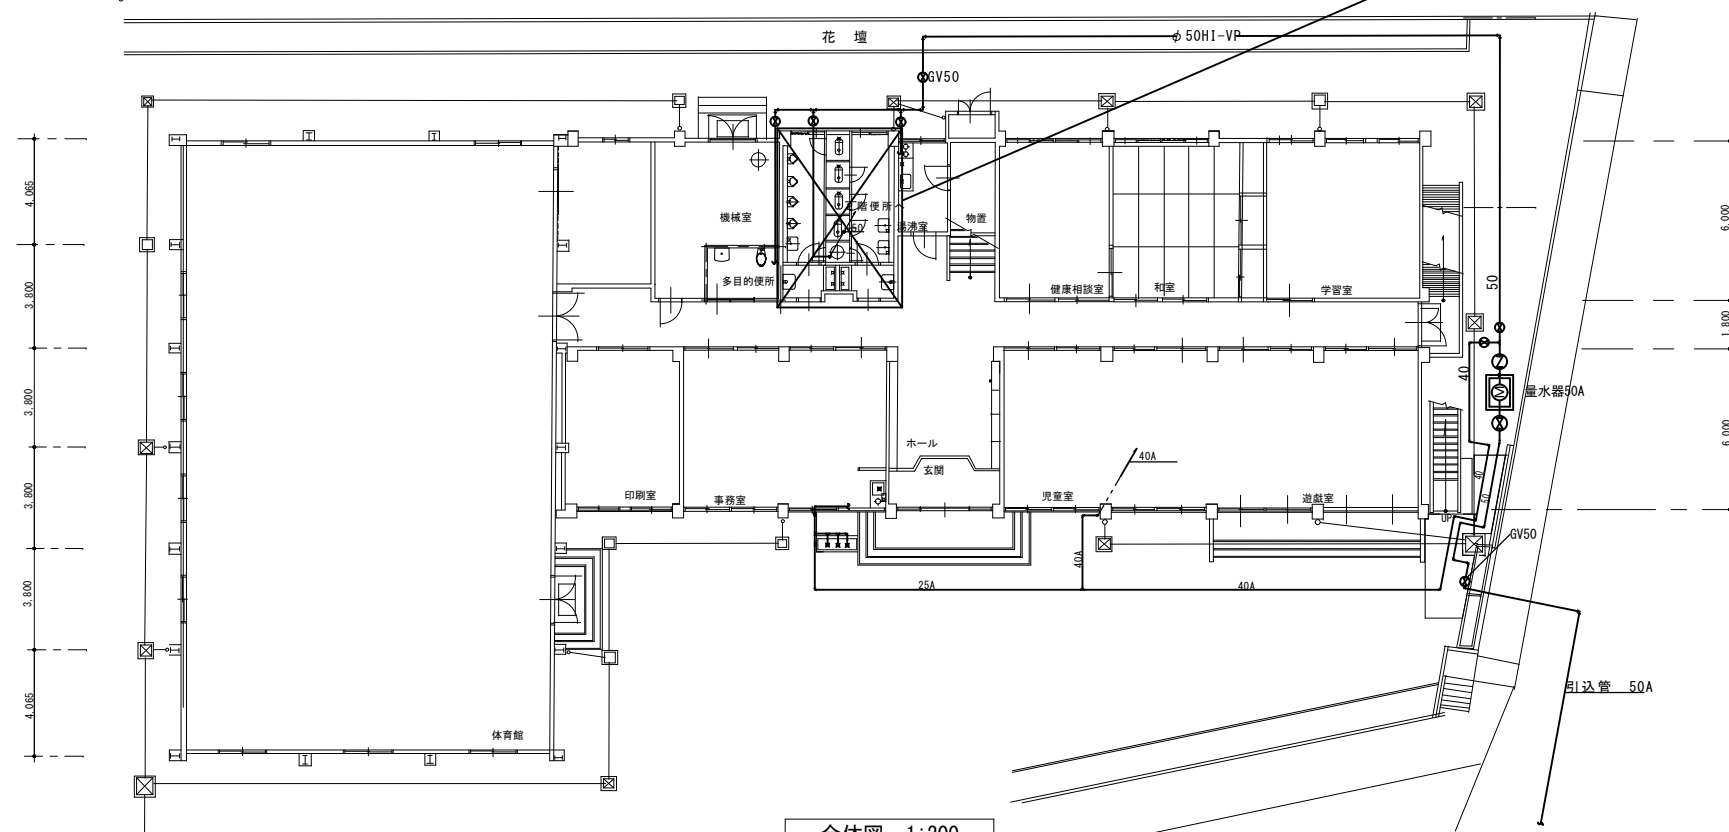 花 壇
φ50HI-VP
GV50
4.065
3.800
3.800
3.800
3.800
4.065
6.000
1.800
6.000
機械室
階便所へ
湯沸室
物置
多目的便所
健康相談室
和室
学習室
50
40
量水器50A
ホール
玄関
40A
印刷室
事務室
児童室
遊戯室
40
50
UP
GV50
40A
25A
40A
引込管 50A
体育館
全体図 1:200